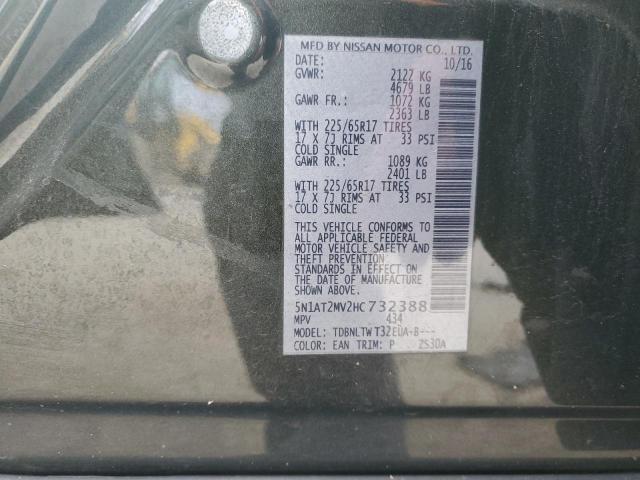 MFD BY NISSAN MOTOR CO., LTD.
DATE: 10/16
GVWR: 2122 KG
4679 LB
GAWR FR.: 1072 KG
2363 LB
WITH 225/65R17 TIRES
17 X 7J RIMS AT 33 PSI
COLD SINGLE
GAWR RR.: 1089 KG
2401 LB
WITH 225/65R17 TIRES
17 X 7J RIMS AT 33 PSI
COLD SINGLE
THIS VEHICLE CONFORMS TO
ALL APPLICABLE FEDERAL
MOTOR VEHICLE SAFETY AND
THEFT PREVENTION
STANDARDS IN EFFECT ON
THE DATE OF MANUFACTURE
SHOWN ABOVE.
5N1AT2MV2HC732388
MPV 434
MODEL: TDBNLTWT32EUA-B---
COLOR: EAN TRIM: P ZS30A